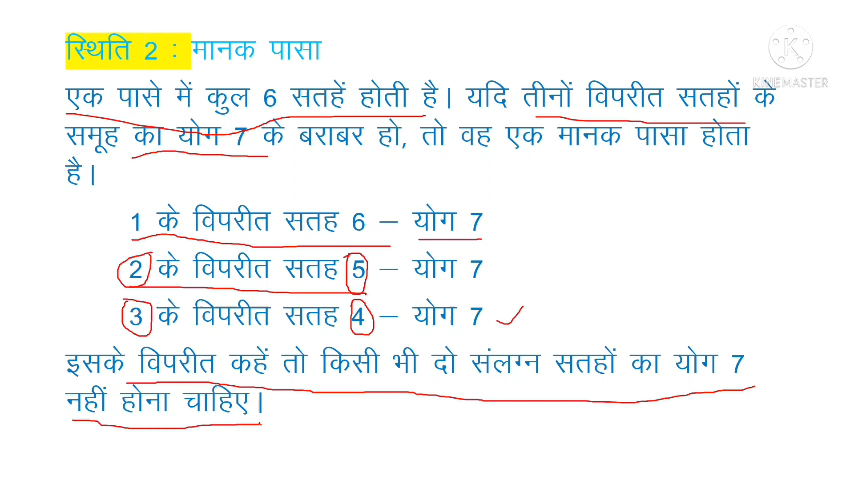 स्थिति 2 : मानक पासा
K
KINEMASTER
एक पासे में कुल 6 सतहें होती है। यदि तीनों विपरीत सतहों के
समूह का योग 7 के बराबर हो, तो वह एक मानक पासा होता
है।
1 के विपरीत सतह 6 – योग 7
2 के विपरीत सतह 5 – योग 7
3 के विपरीत सतह 4 – योग 7
इसके विपरीत कहें तो किसी भी दो संलग्न सतहों का योग 7
नहीं होना चाहिए।